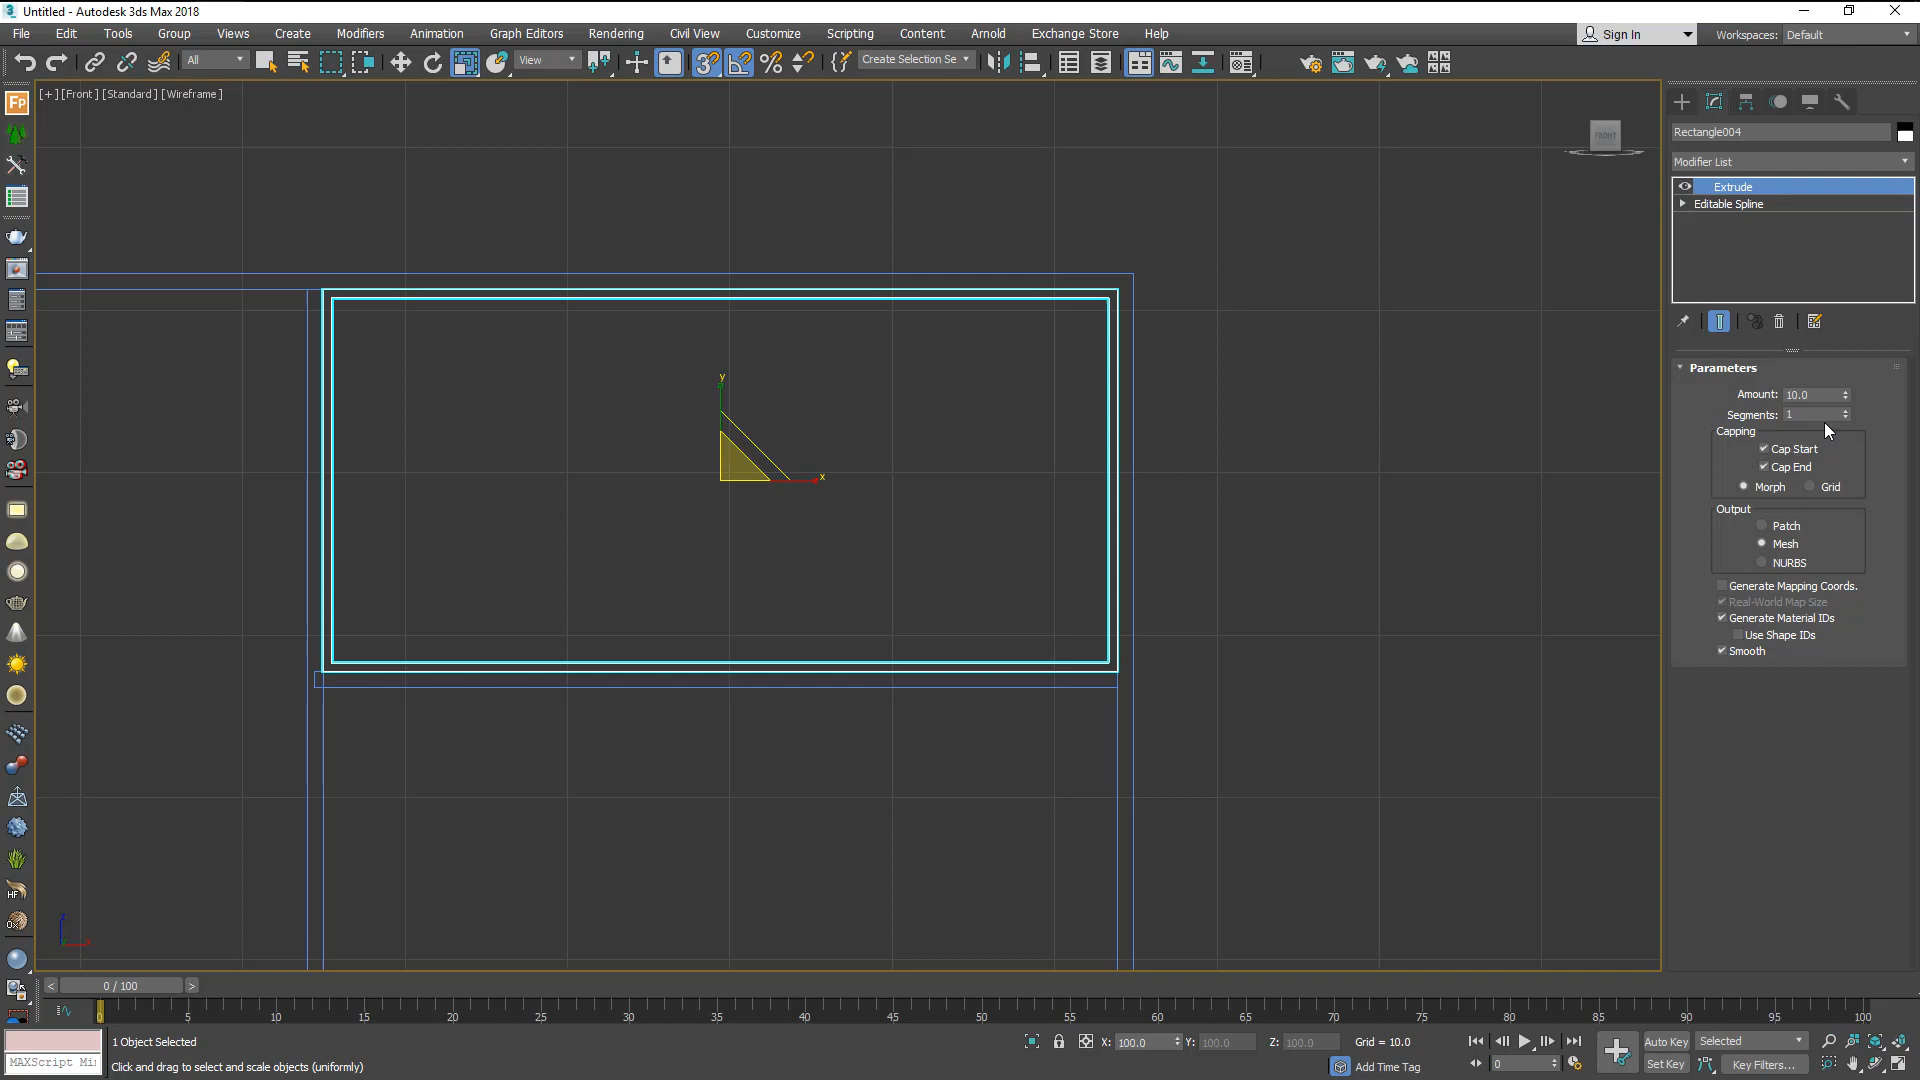 Untitled - Autodesk 3ds Max 2018
File Edit Tools Group Views Create Modifiers Animation Graph Editors Rendering Civil View Customize Scripting Content Arnold Exchange Store Help
Sign In
Workspaces: Default
All
View
Create Selection Se
[+] [Front] [Standard] [Wireframe]
FRONT
Rectangle004
Modifier List
Extrude
Editable Spline
Parameters
Amount: 10.0
Segments: 1
Capping
Cap Start
Cap End
Morph Grid
Output
Patch
Mesh
NURBS
Generate Mapping Coords.
Real-World Map Size
Generate Material IDs
Use Shape IDs
Smooth
y
x
Fp
HF
z
x
< 0 / 100 >
0 5 10 15 20 25 30 35 40 45 50 55 60 65 70 75 80 85 90 95 100
1 Object Selected
X: 100.0 Y: 100.0 Z: 100.0 Grid = 10.0
Auto Key Selected
MAXScript Mi
Click and drag to select and scale objects (uniformly)
Add Time Tag
0
Set Key Key Filters...